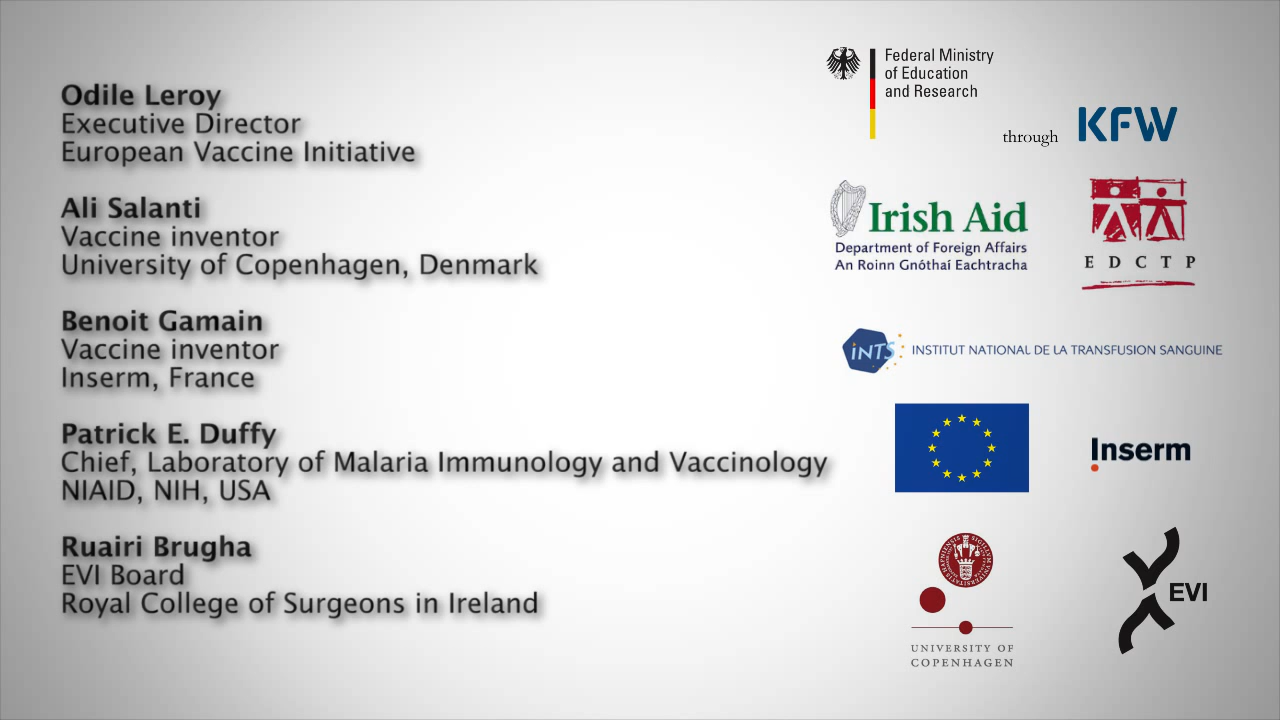 Odile Leroy
Executive Director
European Vaccine Initiative
Ali Salanti
Vaccine inventor
University of Copenhagen, Denmark
Benoit Gamain
Vaccine inventor
Inserm, France
Patrick E. Duffy
Chief, Laboratory of Malaria Immunology and Vaccinology
NIAID, NIH, USA
Ruairi Brugha
EVI Board
Royal College of Surgeons in Ireland
Federal Ministry
of Education
and Research
through KFW
Irish Aid
Department of Foreign Affairs
An Roinn Gnóthaí Eachtracha
EDCTP
INTS INSTITUT NATIONAL DE LA TRANSFUSION SANGUINE
Inserm
UNIVERSITY OF
COPENHAGEN
EVI